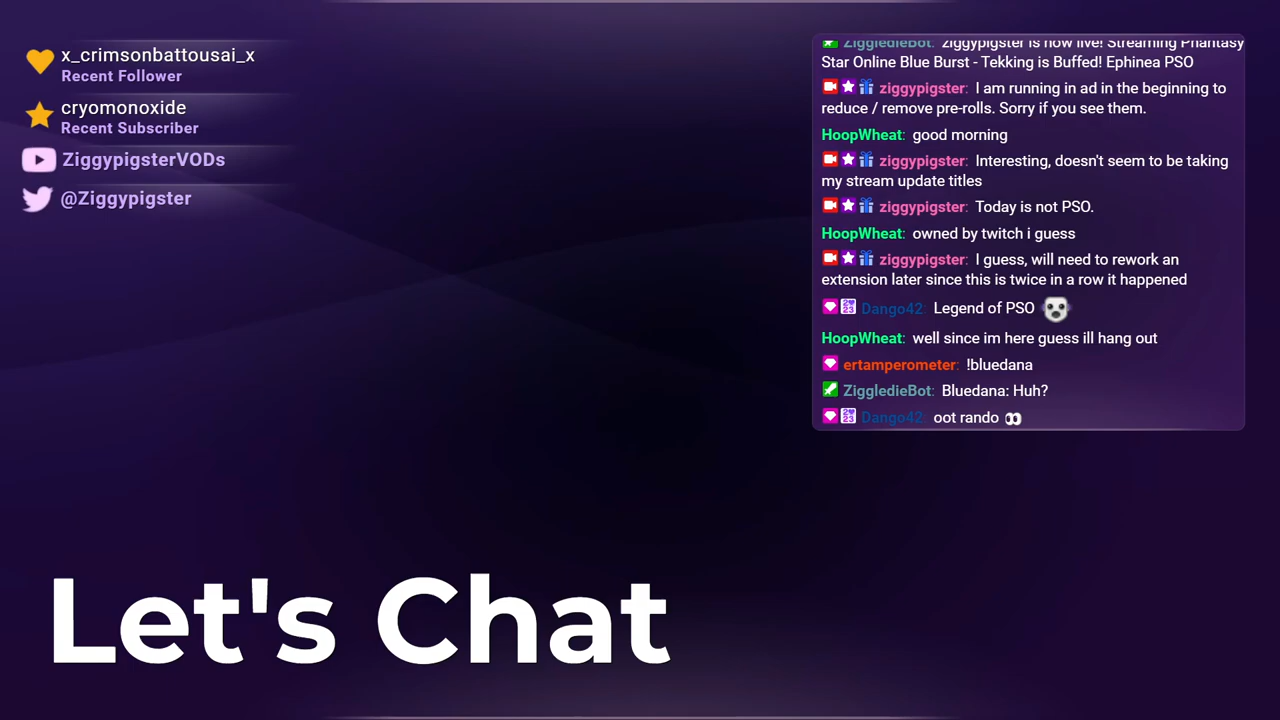 x_crimsonbattousai_x
Recent Follower
cryomonoxide
Recent Subscriber
ZiggypigsterVODs
@Ziggypigster
ZiggledieBot: ziggypigster is now live! Streaming Phantasy
Star Online Blue Burst - Tekking is Buffed! Ephinea PSO
ziggypigster: I am running in ad in the beginning to
reduce / remove pre-rolls. Sorry if you see them.
HoopWheat: good morning
ziggypigster: Interesting, doesn't seem to be taking
my stream update titles
ziggypigster: Today is not PSO.
HoopWheat: owned by twitch i guess
ziggypigster: I guess, will need to rework an
extension later since this is twice in a row it happened
Dango42: Legend of PSO
HoopWheat: well since im here guess ill hang out
ertamperometer: !bluedana
ZiggledieBot: Bluedana: Huh?
Dango42: oot rando 👀
Let's Chat